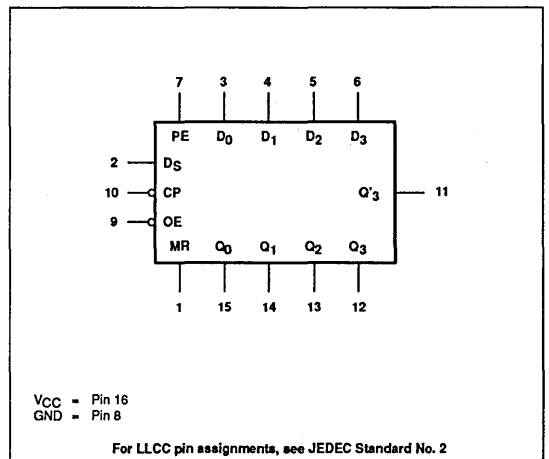 7 3 4 5 6
PE D0 D1 D2 D3
2 DS
10 CP Q'3 11
9 OE
MR Q0 Q1 Q2 Q3
1 15 14 13 12
VCC = Pin 16
GND = Pin 8
For LLCC pin assignments, see JEDEC Standard No. 2